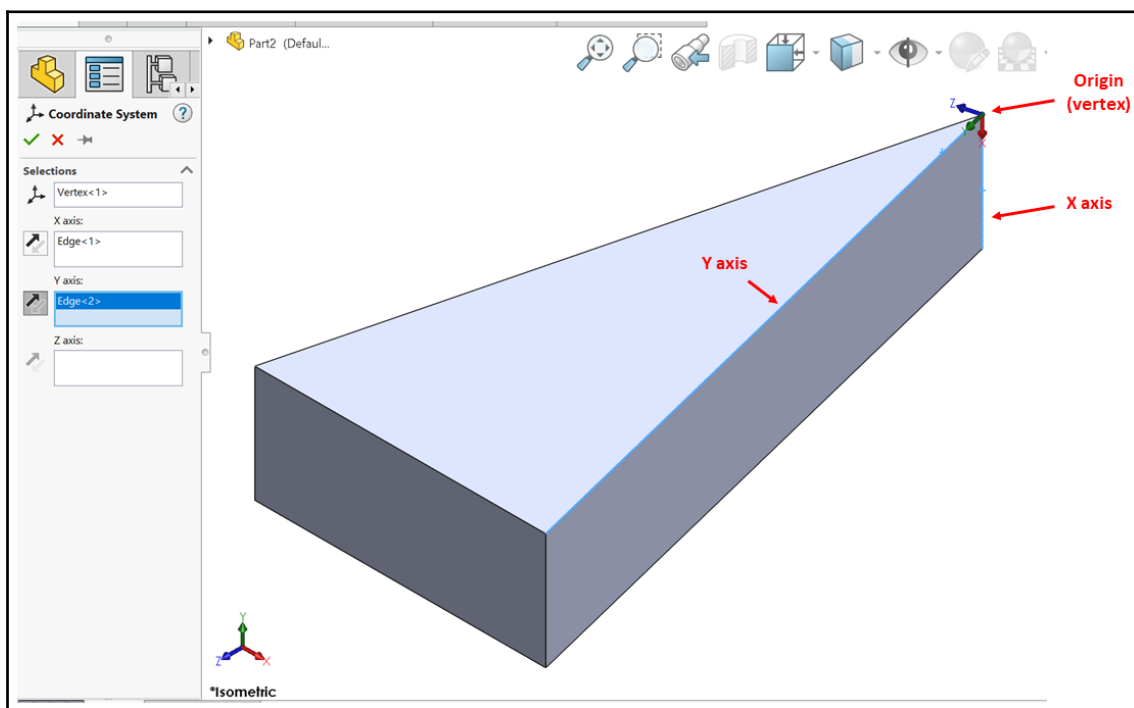 Part2 (Defaul...
Coordinate System
?
Selections
Vertex<1>
X axis:
Edge<1>
Y axis:
Edge<2>
Z axis:
Origin
(vertex)
Z
Y
X
X axis
Y axis
Y
Z
X
*Isometric